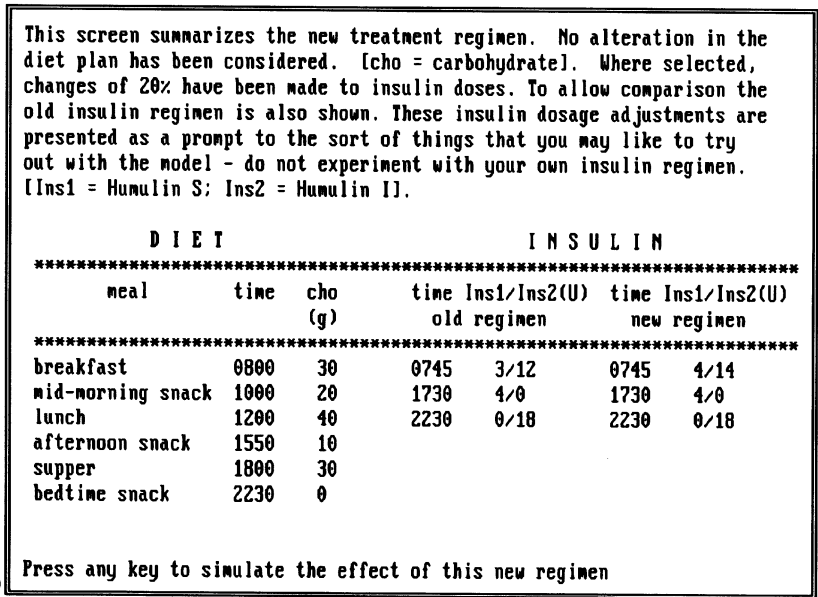 This screen summarizes the new treatment regimen.  No alteration in the
diet plan has been considered.  [cho = carbohydrate].  Where selected,
changes of 20% have been made to insulin doses. To allow comparison the
old insulin regimen is also shown. These insulin dosage adjustments are
presented as a prompt to the sort of things that you may like to try
out with the model - do not experiment with your own insulin regimen.
[Ins1 = Humulin S; Ins2 = Humulin I].
D I E T I N S U L I N
******************************************************************************
meal time cho time Ins1/Ins2(U) time Ins1/Ins2(U)
(g) old regimen new regimen
******************************************************************************
breakfast 0800 30 0745 3/12 0745 4/14
mid-morning snack 1000 20 1730 4/0 1730 4/0
lunch 1200 40 2230 0/18 2230 0/18
afternoon snack 1550 10
supper 1800 30
bedtime snack 2230 0
Press any key to simulate the effect of this new regimen